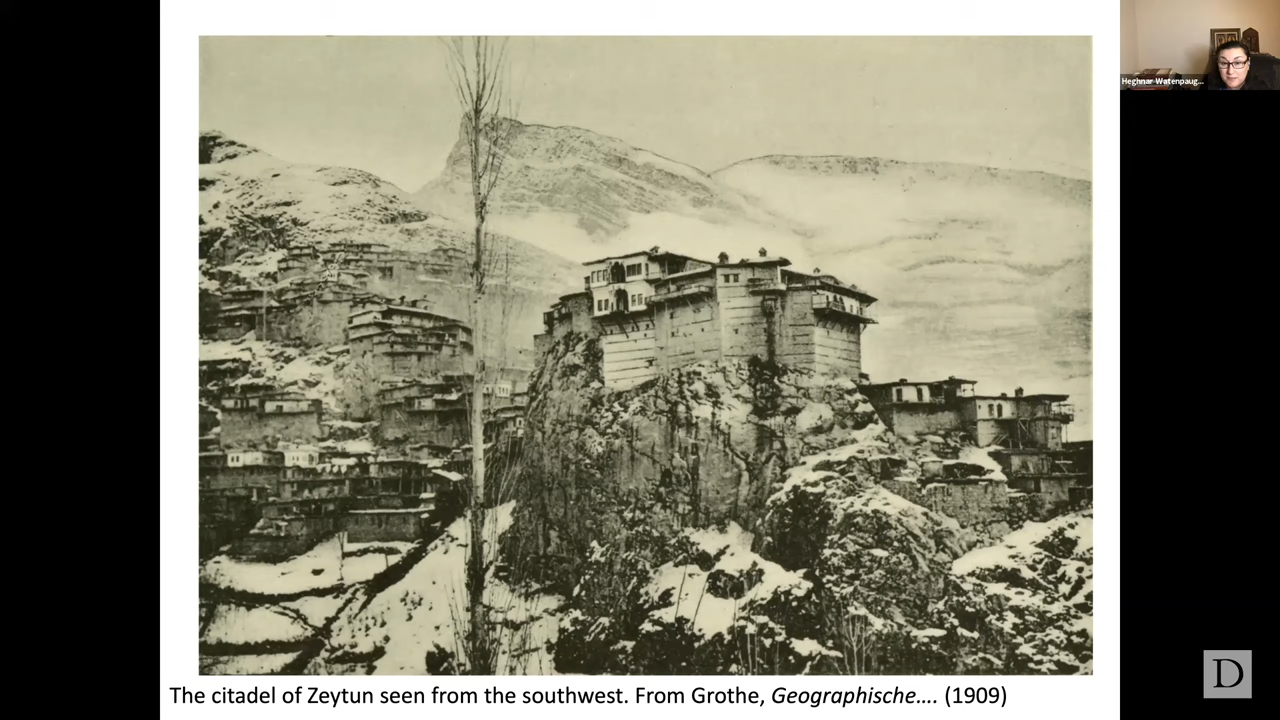 Heghnar Watenpaug...
The citadel of Zeytun seen from the southwest. From Grothe, Geographische.... (1909)
D